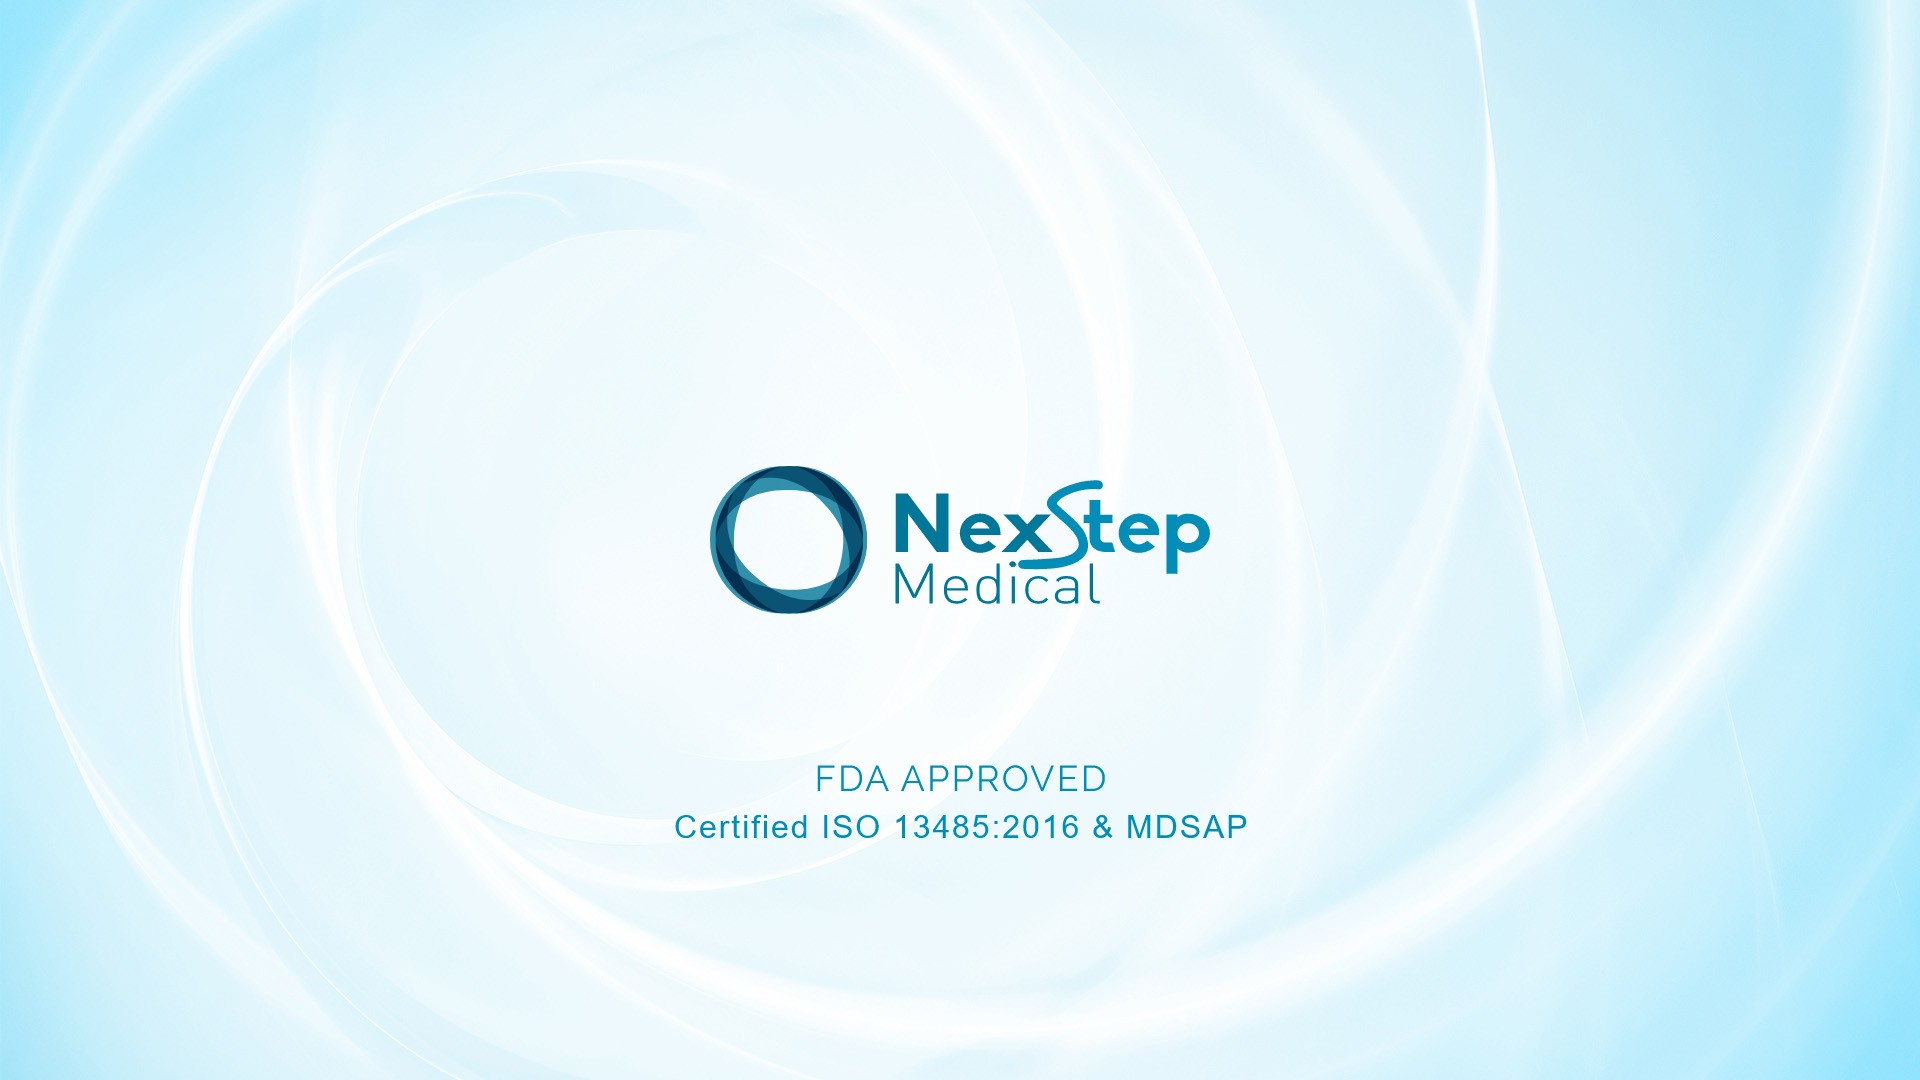 NexStep
Medical
FDA APPROVED
Certified ISO 13485:2016 & MDSAP